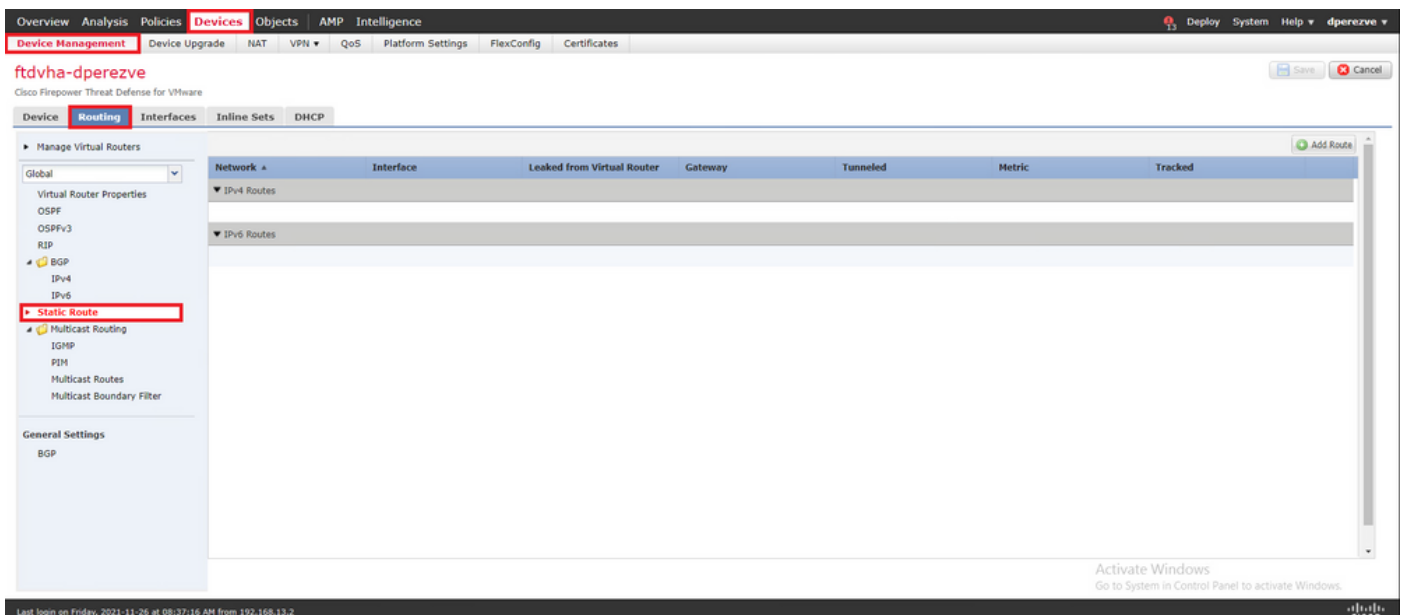 Overview Analysis Policies Devices Objects AMP Intelligence 13 Deploy System Help dperezve
Device Management Device Upgrade NAT VPN QoS Platform Settings FlexConfig Certificates
ftdvha-dperezve Save Cancel
Cisco Firepower Threat Defense for VMware
Device Routing Interfaces Inline Sets DHCP
Manage Virtual Routers Add Route
Global
Network Interface Leaked from Virtual Router Gateway Tunneled Metric Tracked
Virtual Router Properties
IPv4 Routes
OSPF
OSPFv3
IPv6 Routes
RIP
BGP
IPv4
IPv6
Static Route
Multicast Routing
IGMP
PIM
Multicast Routes
Multicast Boundary Filter
General Settings
BGP
Activate Windows
Go to System in Control Panel to activate Windows.
Last login on Friday, 2021-11-26 at 08:37:16 AM from 192.168.13.2